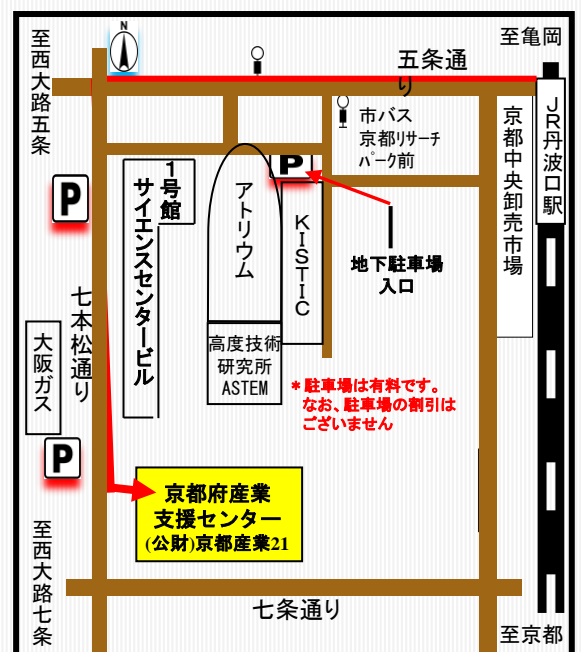 N
至亀岡
至西大路五条
五条通り
市バス
京都リサーチ
パーク前
京都中央卸売市場
JR丹波口駅
P
1号館
サイエンスセンタービル
アトリウム
P
KISTIC
地下駐車場
入口
七本松通り
大阪ガス
高度技術
研究所
ASTEM
*駐車場は有料です。
なお、駐車場の割引は
ございません
P
京都府産業
支援センター
(公財)京都産業21
至西大路七条
七条通り
至京都